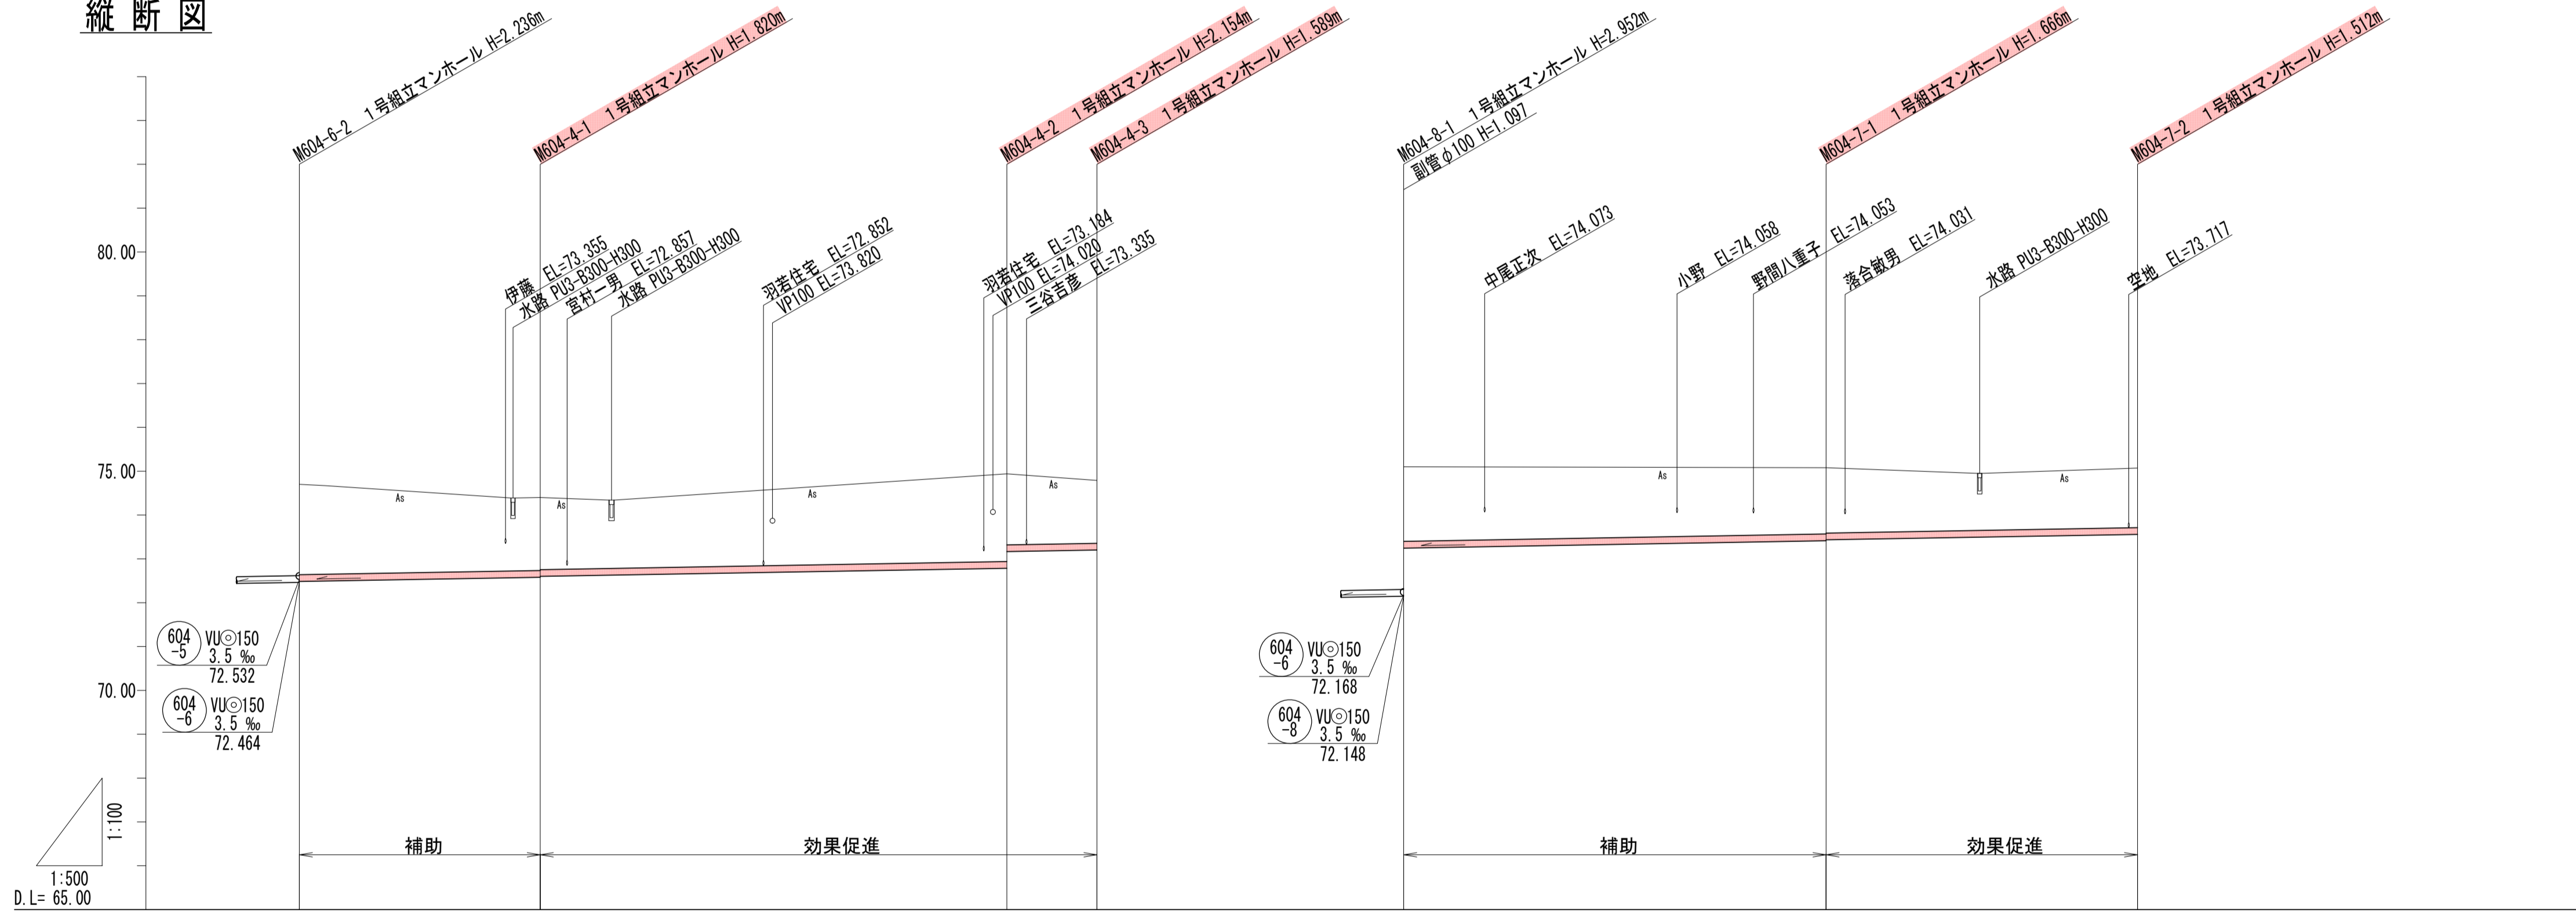 縦断図
M604-6-2 1号組立マンホール H=2.236m
M604-4-1 1号組立マンホール H=1.820m
M604-4-2 1号組立マンホール H=2.154m
M604-4-3 1号組立マンホール H=1.589m
M604-8-1 1号組立マンホール H=2.952m
副管φ100 H=1.097
M604-7-1 1号組立マンホール H=1.666m
M604-7-2 1号組立マンホール H=1.512m
伊藤 EL=73.355
水路 PU3-B300-H300
宮村一男 EL=72.857
水路 PU3-B300-H300
羽若住宅 EL=72.852
VP100 EL=73.820
羽若住宅 EL=73.184
VP100 EL=74.020
三谷吉彦 EL=73.335
中尾正次 EL=74.073
小野 EL=74.058
野間八重子 EL=74.053
落合敏男 EL=74.031
水路 PU3-B300-H300
空地 EL=73.717
80.00
75.00
70.00
As
As
As
As
As
As
604
-5
VU◎150
3.5 ‰
72.532
604
-6
VU◎150
3.5 ‰
72.464
604
-6
VU◎150
3.5 ‰
72.168
604
-8
VU◎150
3.5 ‰
72.148
補助
効果促進
補助
効果促進
1:100
1:500
D.L= 65.00